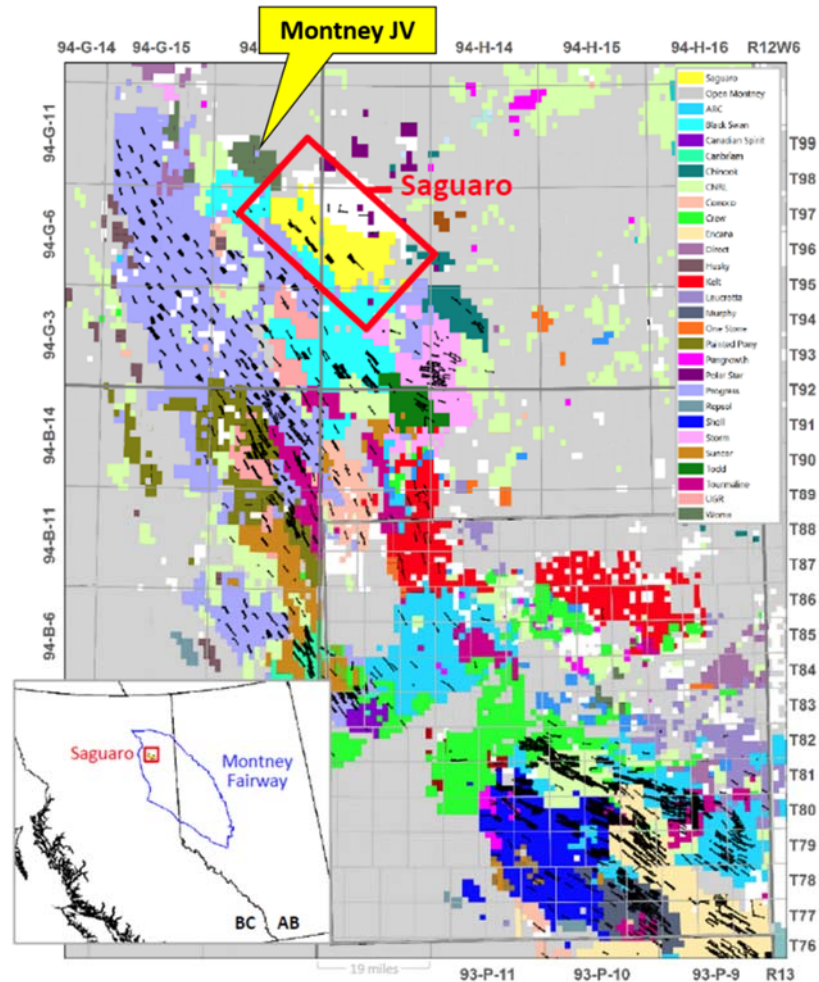 Montney JV
94-G-14
94-G-15
94-H-14
94-H-15
94-H-16
R12W6
94-G-11
94-G-6
94-G-3
94-B-14
94-B-11
94-B-6
Saguaro
Saguaro
Open Montney
ARC
Black Swan
Canadian Spirit
Canbriam
Chinook
CNRL
Conoco
Crew
Encana
Direct
Husky
Kelt
Leucrotta
Murphy
One Stone
Painted Pony
Pengrowth
Polar Star
Progress
Repsol
Shell
Storm
Suncor
Todd
Tourmaline
UGR
T99
T98
T97
T96
T95
T94
T93
T92
T91
T90
T89
T88
T87
T86
T85
T84
T83
T82
T81
T80
T79
T78
T77
T76
Saguaro
Montney
Fairway
BC
AB
19 miles
93-P-11
93-P-10
93-P-9
R13